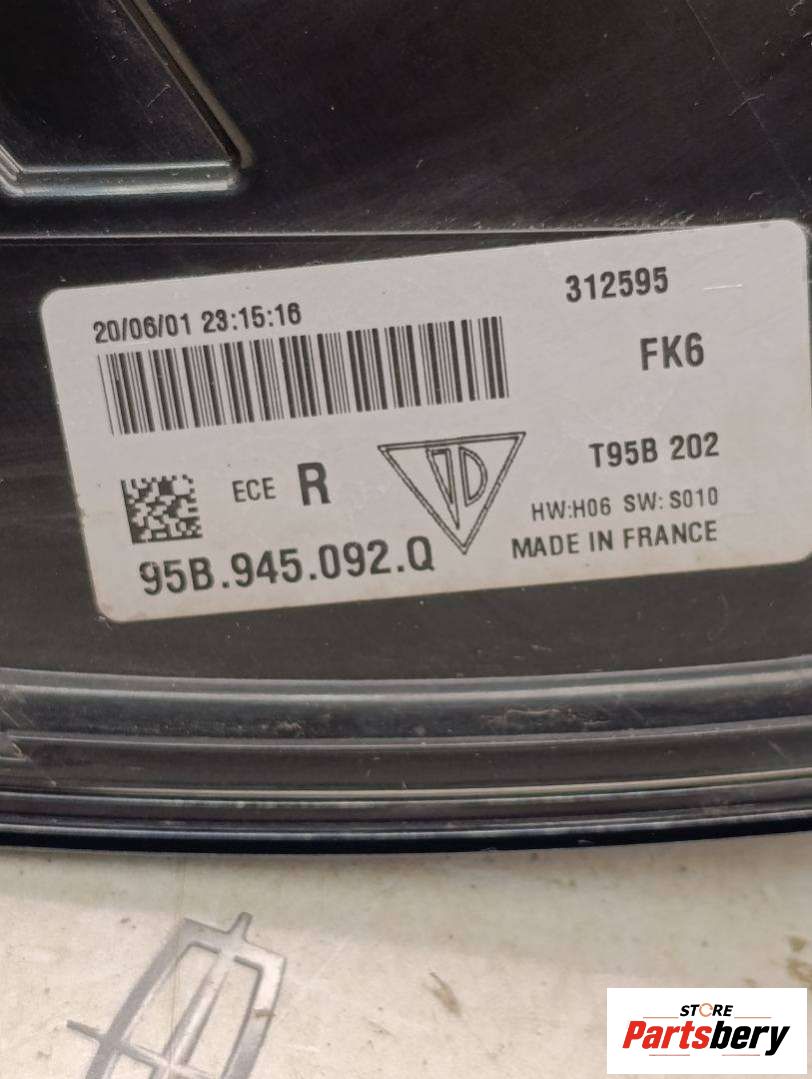 20/06/01 23:15:16
312595
FK6
ECE R
T95B 202
HW:H06 SW:S010
95B.945.092.Q
MADE IN FRANCE
STORE
Partsbery